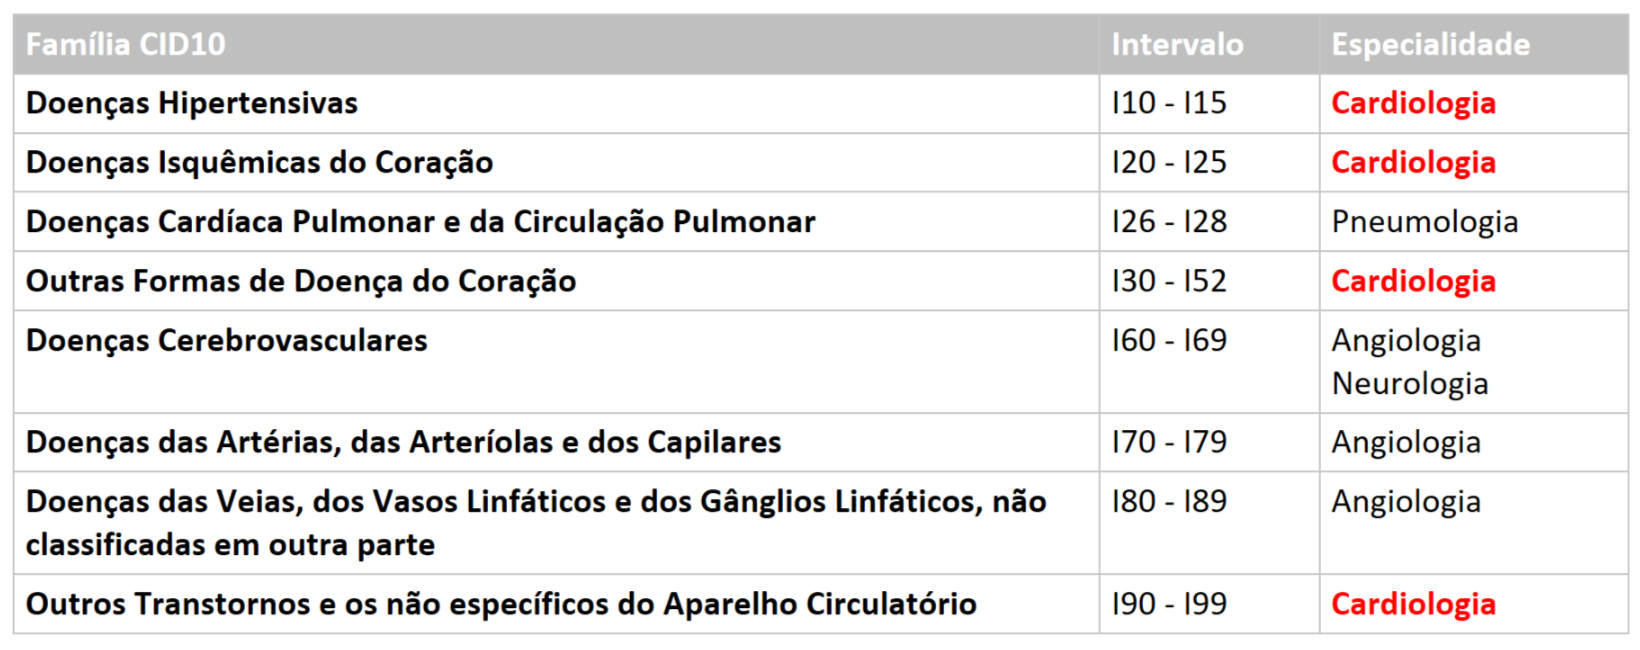 Família CID10 Intervalo Especialidade
Doenças Hipertensivas I10 - I15 Cardiologia
Doenças Isquêmicas do Coração I20 - I25 Cardiologia
Doenças Cardíaca Pulmonar e da Circulação Pulmonar I26 - I28 Pneumologia
Outras Formas de Doença do Coração I30 - I52 Cardiologia
Doenças Cerebrovasculares I60 - I69 Angiologia
Neurologia
Doenças das Artérias, das Arteríolas e dos Capilares I70 - I79 Angiologia
Doenças das Veias, dos Vasos Linfáticos e dos Gânglios Linfáticos, não I80 - I89 Angiologia
classificadas em outra parte
Outros Transtornos e os não específicos do Aparelho Circulatório I90 - I99 Cardiologia